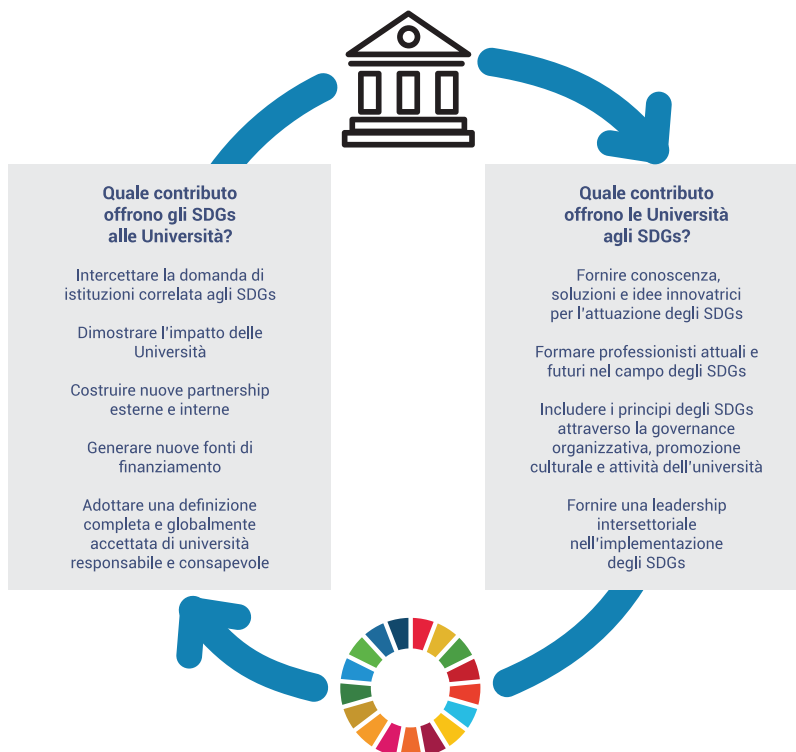 Quale contributo
offrono gli SDGs
alle Università?
Intercettare la domanda di
istituzioni correlata agli SDGs
Dimostrare l'impatto delle
Università
Costruire nuove partnership
esterne e interne
Generare nuove fonti di
finanziamento
Adottare una definizione
completa e globalmente
accettata di università
responsabile e consapevole
Quale contributo
offrono le Università
agli SDGs?
Fornire conoscenza,
soluzioni e idee innovatrici
per l'attuazione degli SDGs
Formare professionisti attuali e
futuri nel campo degli SDGs
Includere i principi degli SDGs
attraverso la governance
organizzativa, promozione
culturale e attività dell'università
Fornire una leadership
intersettoriale
nell'implementazione
degli SDGs